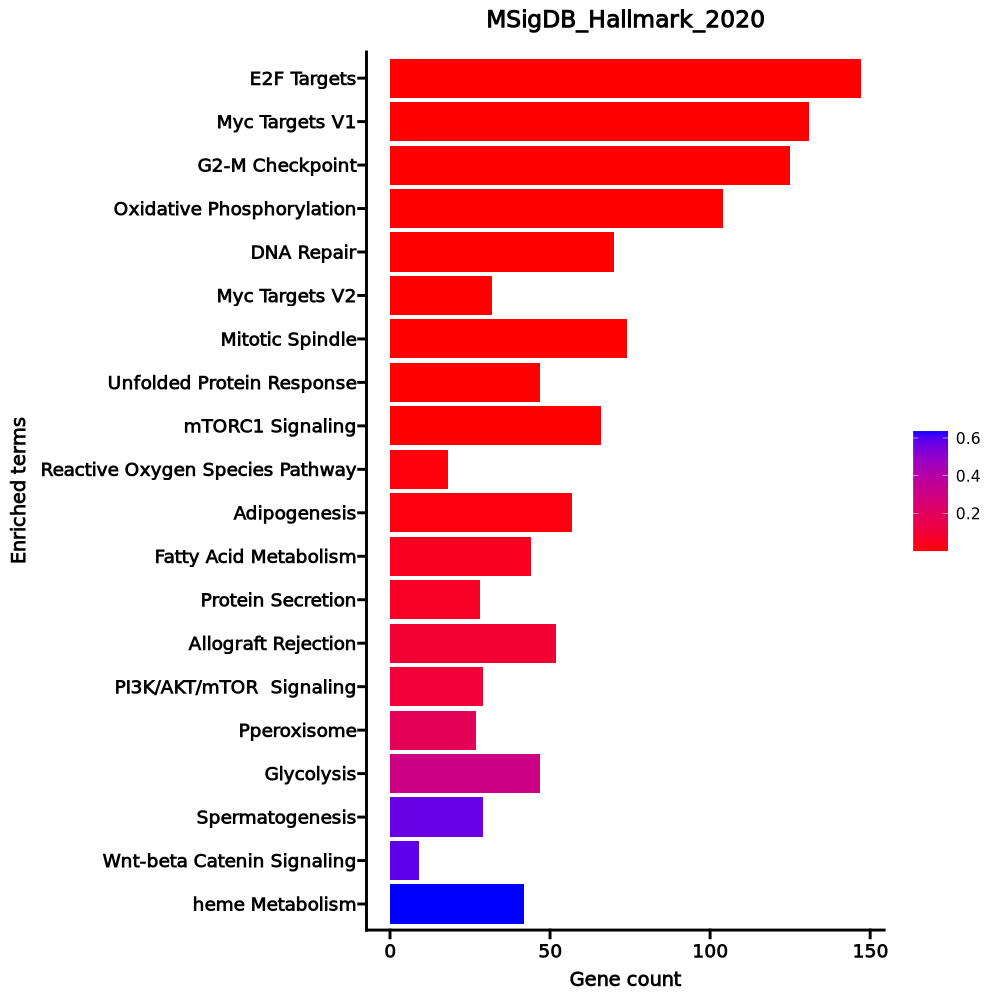 MSigDB_Hallmark_2020
E2F Targets
Myc Targets V1
G2-M Checkpoint
Oxidative Phosphorylation
DNA Repair
Myc Targets V2
Mitotic Spindle
Unfolded Protein Response
mTORC1 Signaling
Reactive Oxygen Species Pathway
Adipogenesis
Fatty Acid Metabolism
Protein Secretion
Allograft Rejection
PI3K/AKT/mTOR  Signaling
Pperoxisome
Glycolysis
Spermatogenesis
Wnt-beta Catenin Signaling
heme Metabolism
Enriched terms
0 50 100 150
Gene count
0.6
0.4
0.2